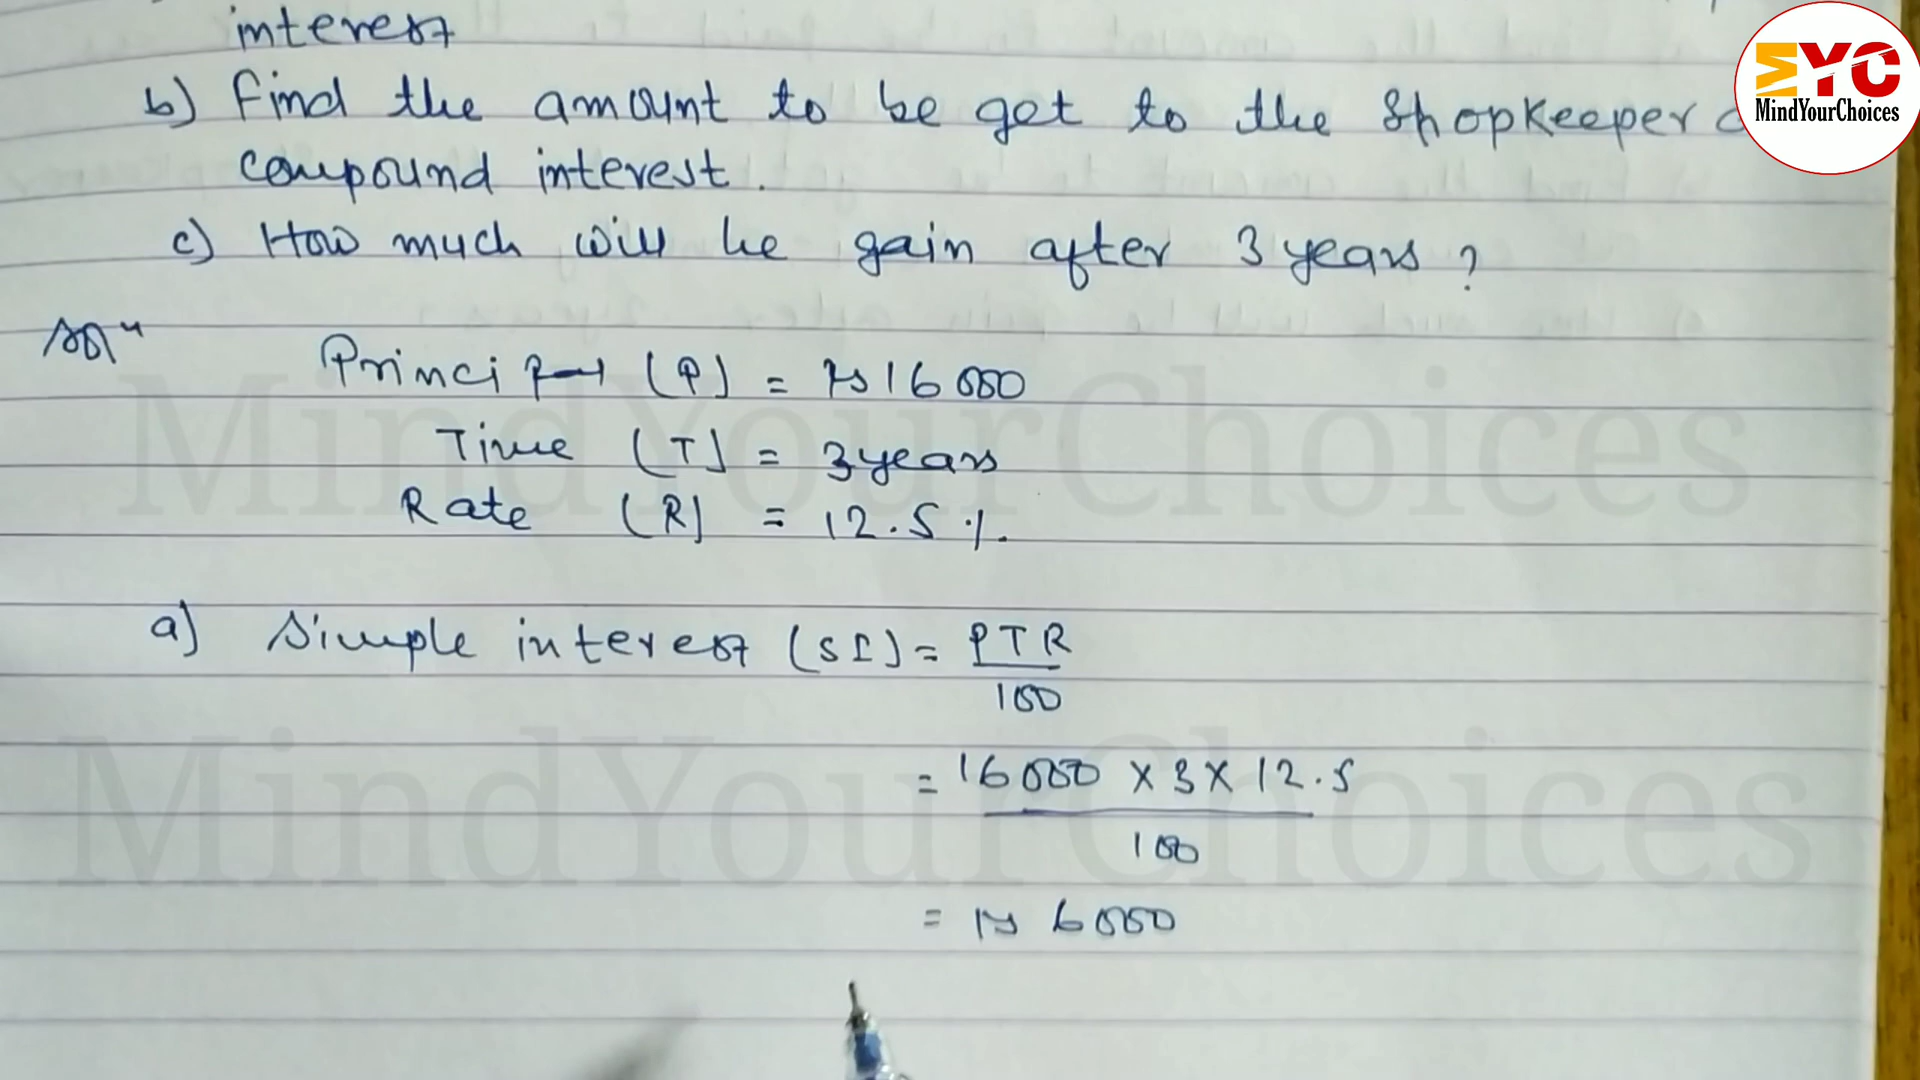 interest
b) Find the amount to be get to the shopkeeper
compound interest.
c) How much will he gain after 3 years?
Solⁿ
Principal (P) = Rs 16000
Time (T) = 3 years
Rate (R) = 12.5 %.
a) Simple interest (SI) = PTR
100
= 16000 × 3 × 12.5
100
= Rs 6000
MYC
MindYourChoices
MindYourChoices
MindYourChoices